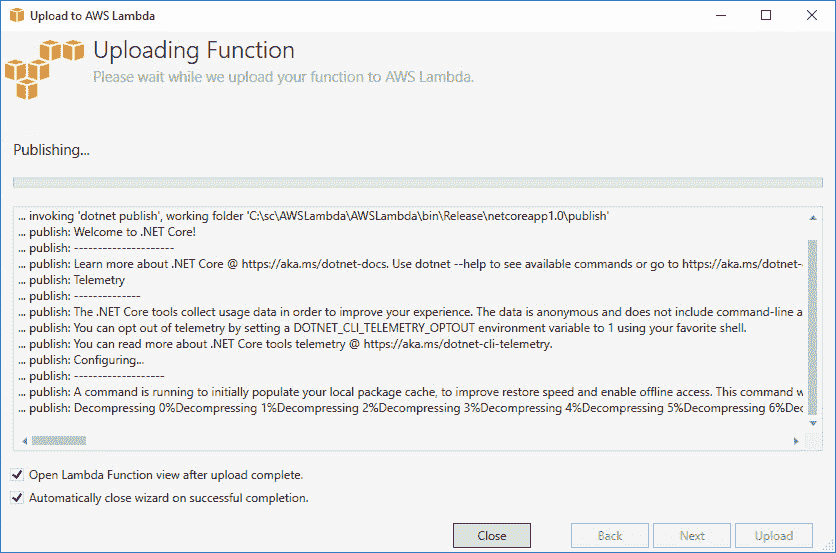 Upload to AWS Lambda
Uploading Function
Please wait while we upload your function to AWS Lambda.
Publishing...
... invoking 'dotnet publish', working folder 'C:\sc\AWSLambda\AWSLambda\bin\Release\netcoreapp1.0\publish'
... publish: Welcome to .NET Core!
... publish: ---------------------
... publish: Learn more about .NET Core @ https://aka.ms/dotnet-docs. Use dotnet --help to see available commands or go to https://aka.ms/dotnet-
... publish: Telemetry
... publish: --------------
... publish: The .NET Core tools collect usage data in order to improve your experience. The data is anonymous and does not include command-line a
... publish: You can opt out of telemetry by setting a DOTNET_CLI_TELEMETRY_OPTOUT environment variable to 1 using your favorite shell.
... publish: You can read more about .NET Core tools telemetry @ https://aka.ms/dotnet-cli-telemetry.
... publish: Configuring...
... publish: -------------------
... publish: A command is running to initially populate your local package cache, to improve restore speed and enable offline access. This command w
... publish: Decompressing 0%Decompressing 1%Decompressing 2%Decompressing 3%Decompressing 4%Decompressing 5%Decompressing 6%Dec
Open Lambda Function view after upload complete.
Automatically close wizard on successful completion.
Close
Back
Next
Upload